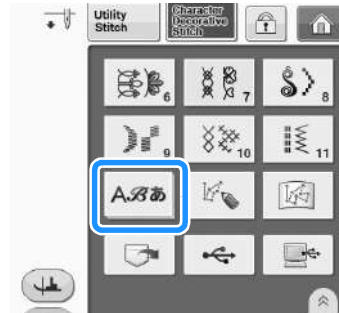 Utility
Stitch
Character
Decorative
Stitch
6
7
8
9
10
11
ABあ